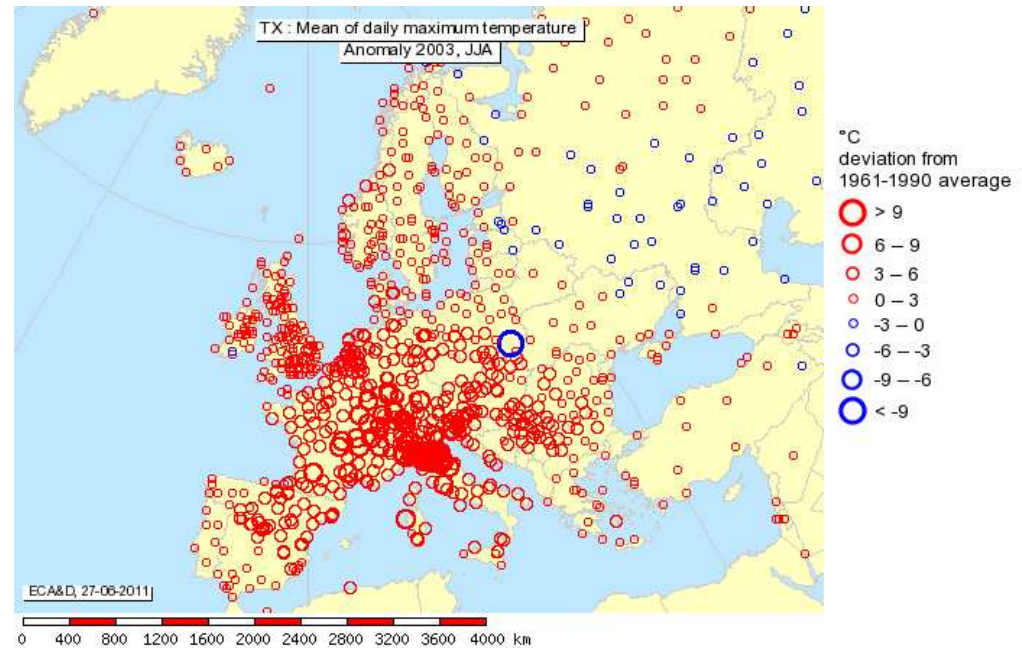 TX : Mean of daily maximum temperature
Anomaly 2003, JJA
°C
deviation from
1961-1990 average
> 9
6 – 9
3 – 6
0 – 3
-3 – 0
-6 – -3
-9 – -6
< -9
ECA&D, 27-06-2011
0 400 800 1200 1600 2000 2400 2800 3200 3600 4000 km